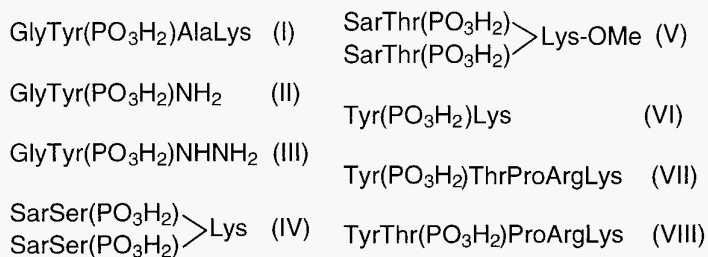 GlyTyr(PO₃H₂)AlaLys (I)
GlyTyr(PO₃H₂)NH₂ (II)
GlyTyr(PO₃H₂)NHNH₂ (III)
SarSer(PO₃H₂)
SarSer(PO₃H₂)
Lys (IV)
SarThr(PO₃H₂)
SarThr(PO₃H₂)
Lys-OMe (V)
Tyr(PO₃H₂)Lys (VI)
Tyr(PO₃H₂)ThrProArgLys (VII)
TyrThr(PO₃H₂)ProArgLys (VIII)